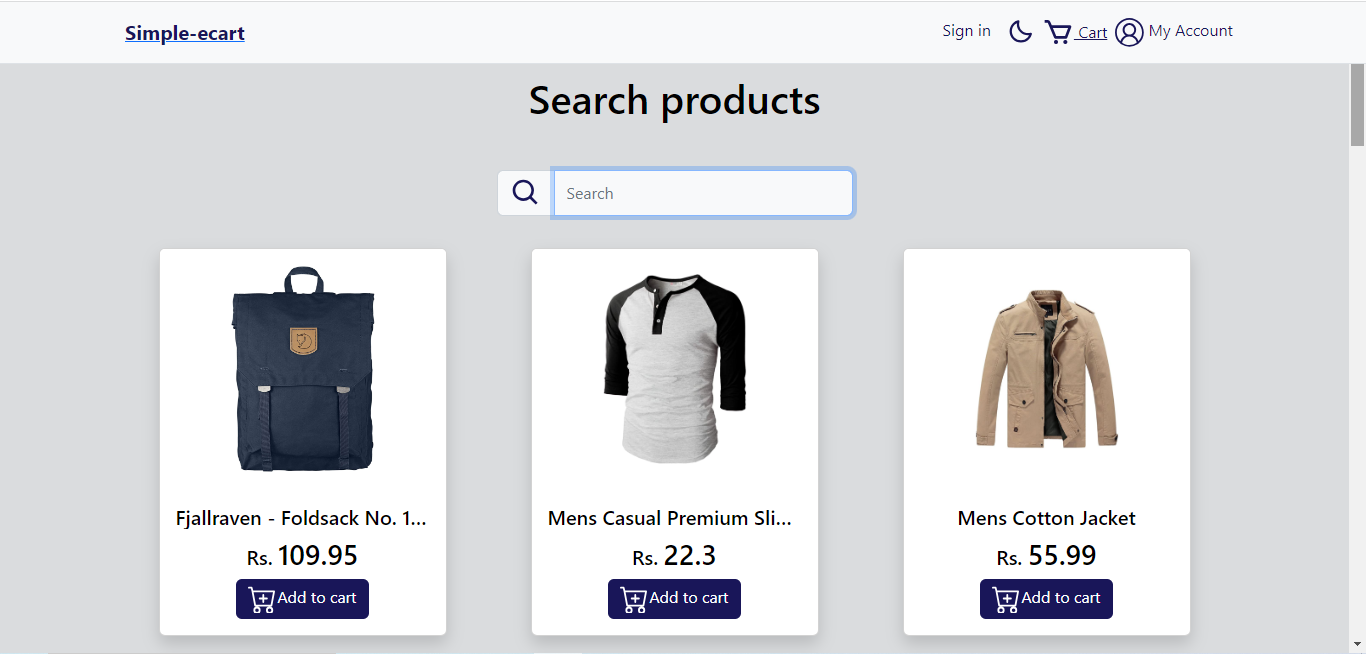 Simple-ecart
Sign in
Cart
My Account
Search products
Search
Fjallraven - Foldsack No. 1...
Rs. 109.95
Add to cart
Mens Casual Premium Sli...
Rs. 22.3
Add to cart
Mens Cotton Jacket
Rs. 55.99
Add to cart